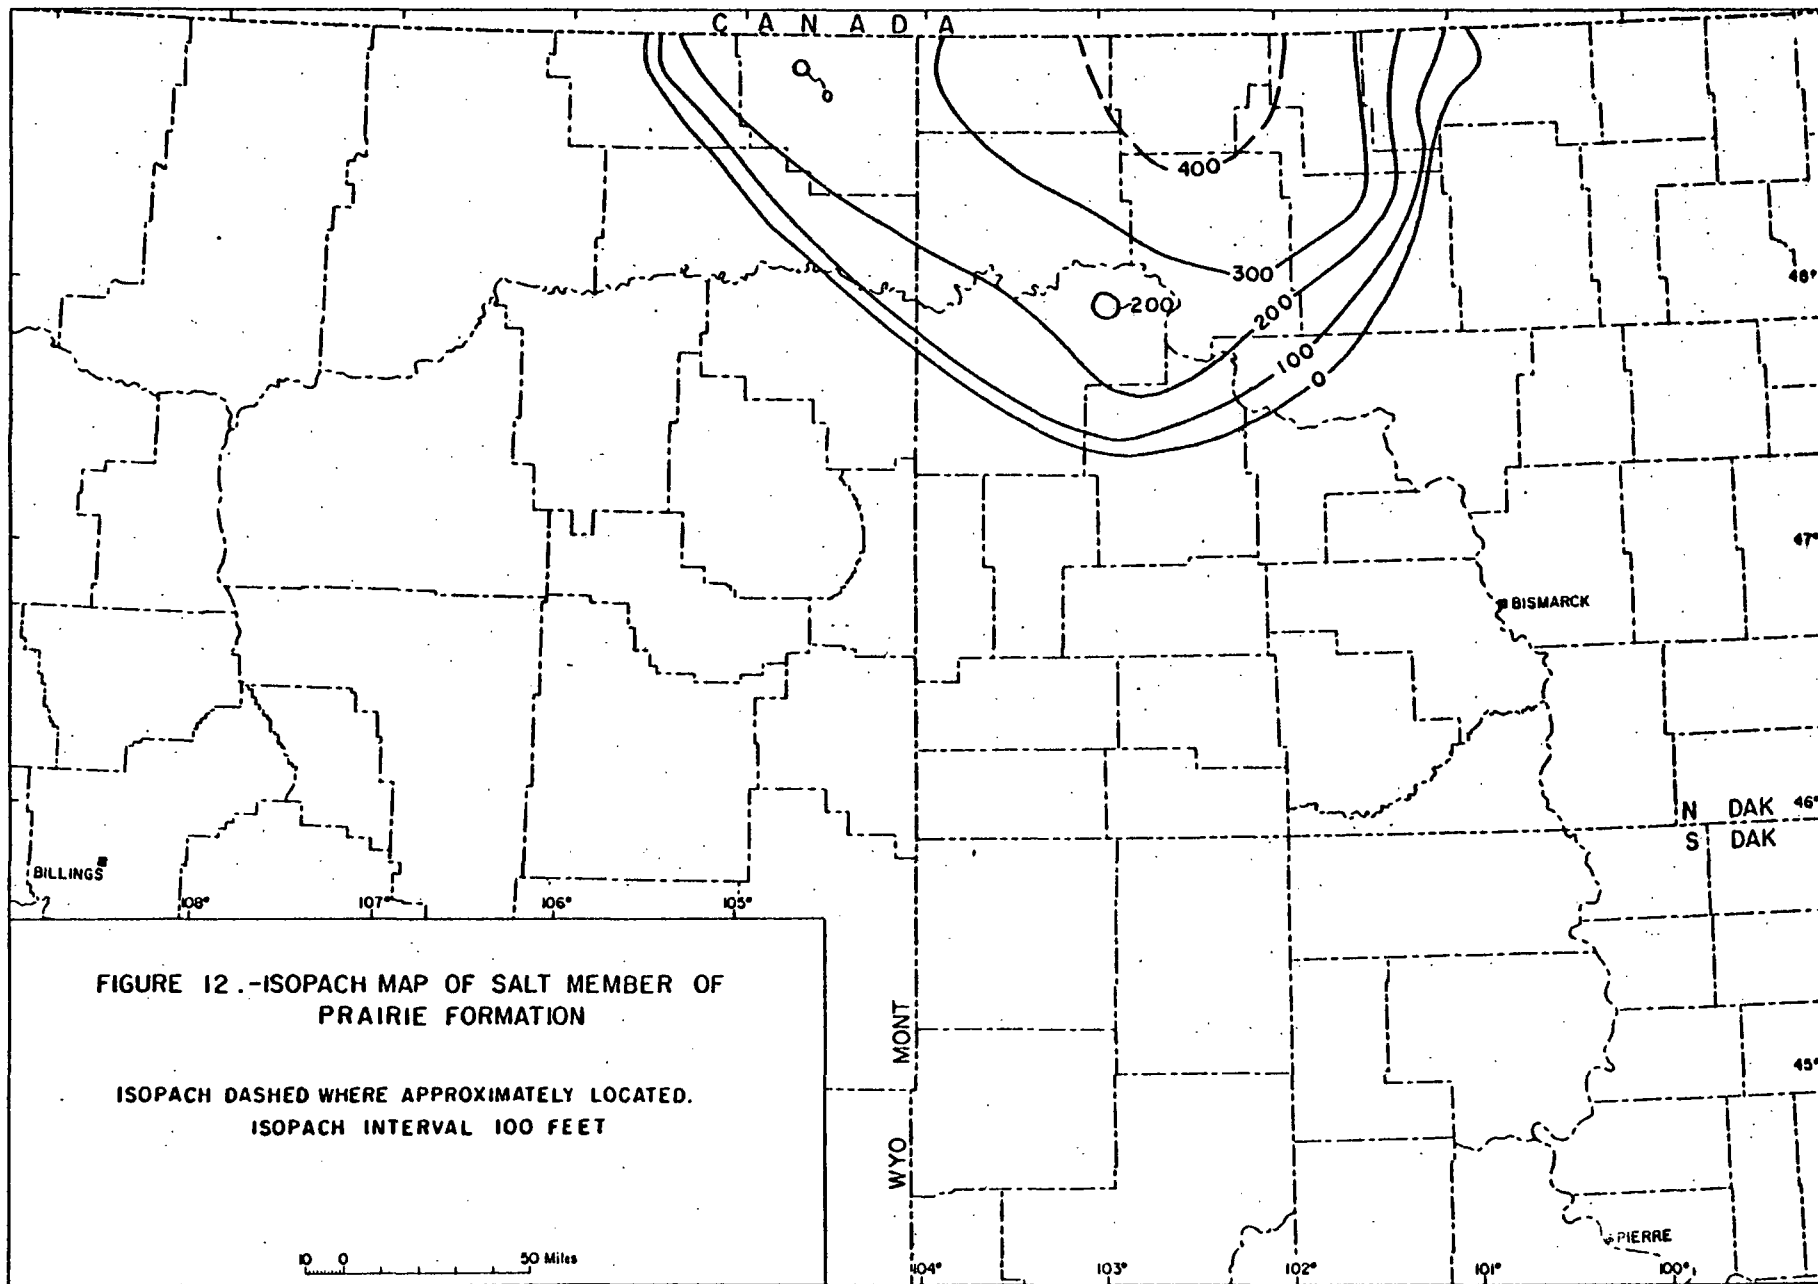 CANADA
0
400
300
200
200
100
0
48°
47°
BISMARCK
N DAK 46°
S DAK
BILLINGS
108° 107° 106° 105°
FIGURE 12.-ISOPACH MAP OF SALT MEMBER OF
PRAIRIE FORMATION
ISOPACH DASHED WHERE APPROXIMATELY LOCATED.
ISOPACH INTERVAL 100 FEET
WYO MONT
45°
10 0 50 Miles
PIERRE
104° 103° 102° 101° 100°